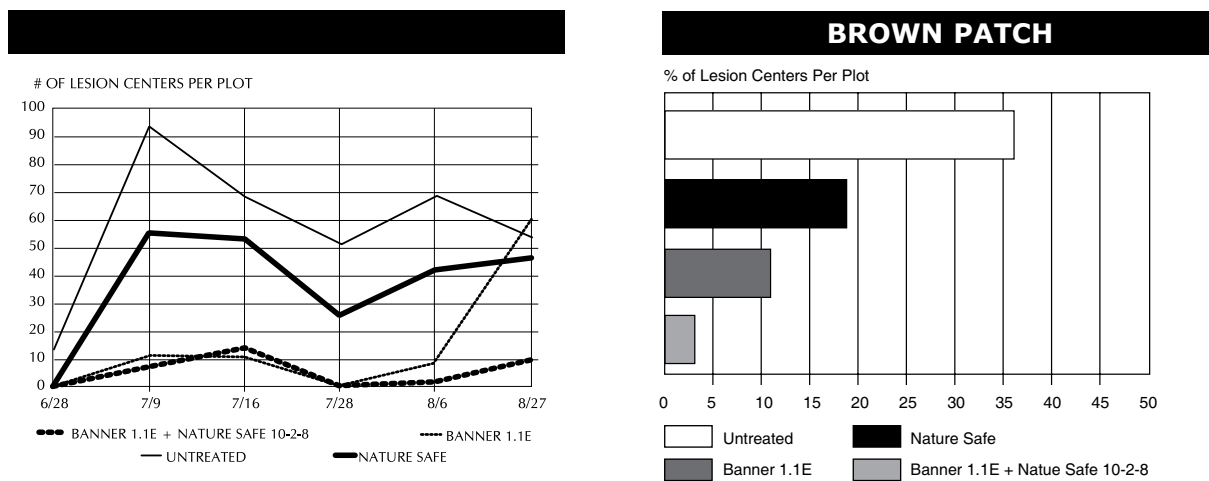 # OF LESION CENTERS PER PLOT
100
90
80
70
60
50
40
30
20
10
0
6/28 7/9 7/16 7/28 8/6 8/27
BANNER 1.1E + NATURE SAFE 10-2-8 BANNER 1.1E
UNTREATED NATURE SAFE
BROWN PATCH
% of Lesion Centers Per Plot
0 5 10 15 20 25 30 35 40 45 50
Untreated Nature Safe
Banner 1.1E Banner 1.1E + Natue Safe 10-2-8